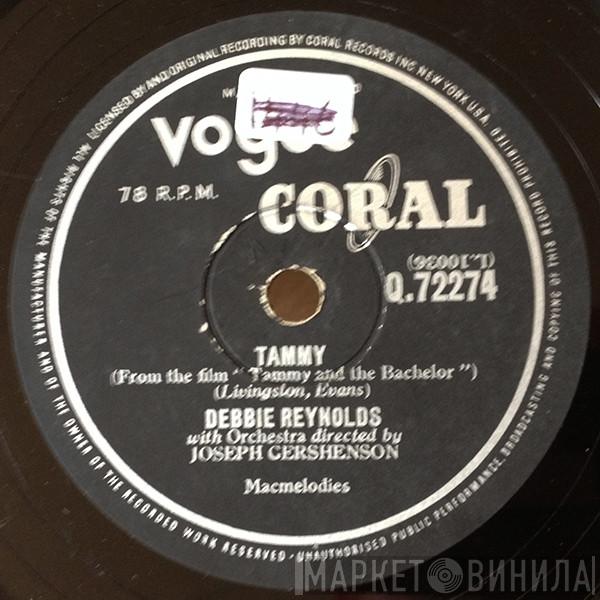 LICENSED BY AND ORIGINAL RECORDING BY CORAL RECORDS INC NEW YORK USA.
COPYING OF THIS RECORD PROHIBITED
BROADCASTING AND
UNAUTHORISED PUBLIC PERFORMANCE,
ALL RIGHTS OF THE MANUFACTURER AND OF THE OWNER OF THE RECORDED WORK RESERVED -
Vogue
78 R.P.M.
CORAL
(L.10036)
Q.72274
TAMMY
(From the film " Tammy and the Bachelor ")
(Livingston, Evans)
DEBBIE REYNOLDS
with Orchestra directed by
JOSEPH GERSHENSON
Macmelodies
МАРКЕТ ВИНИЛА